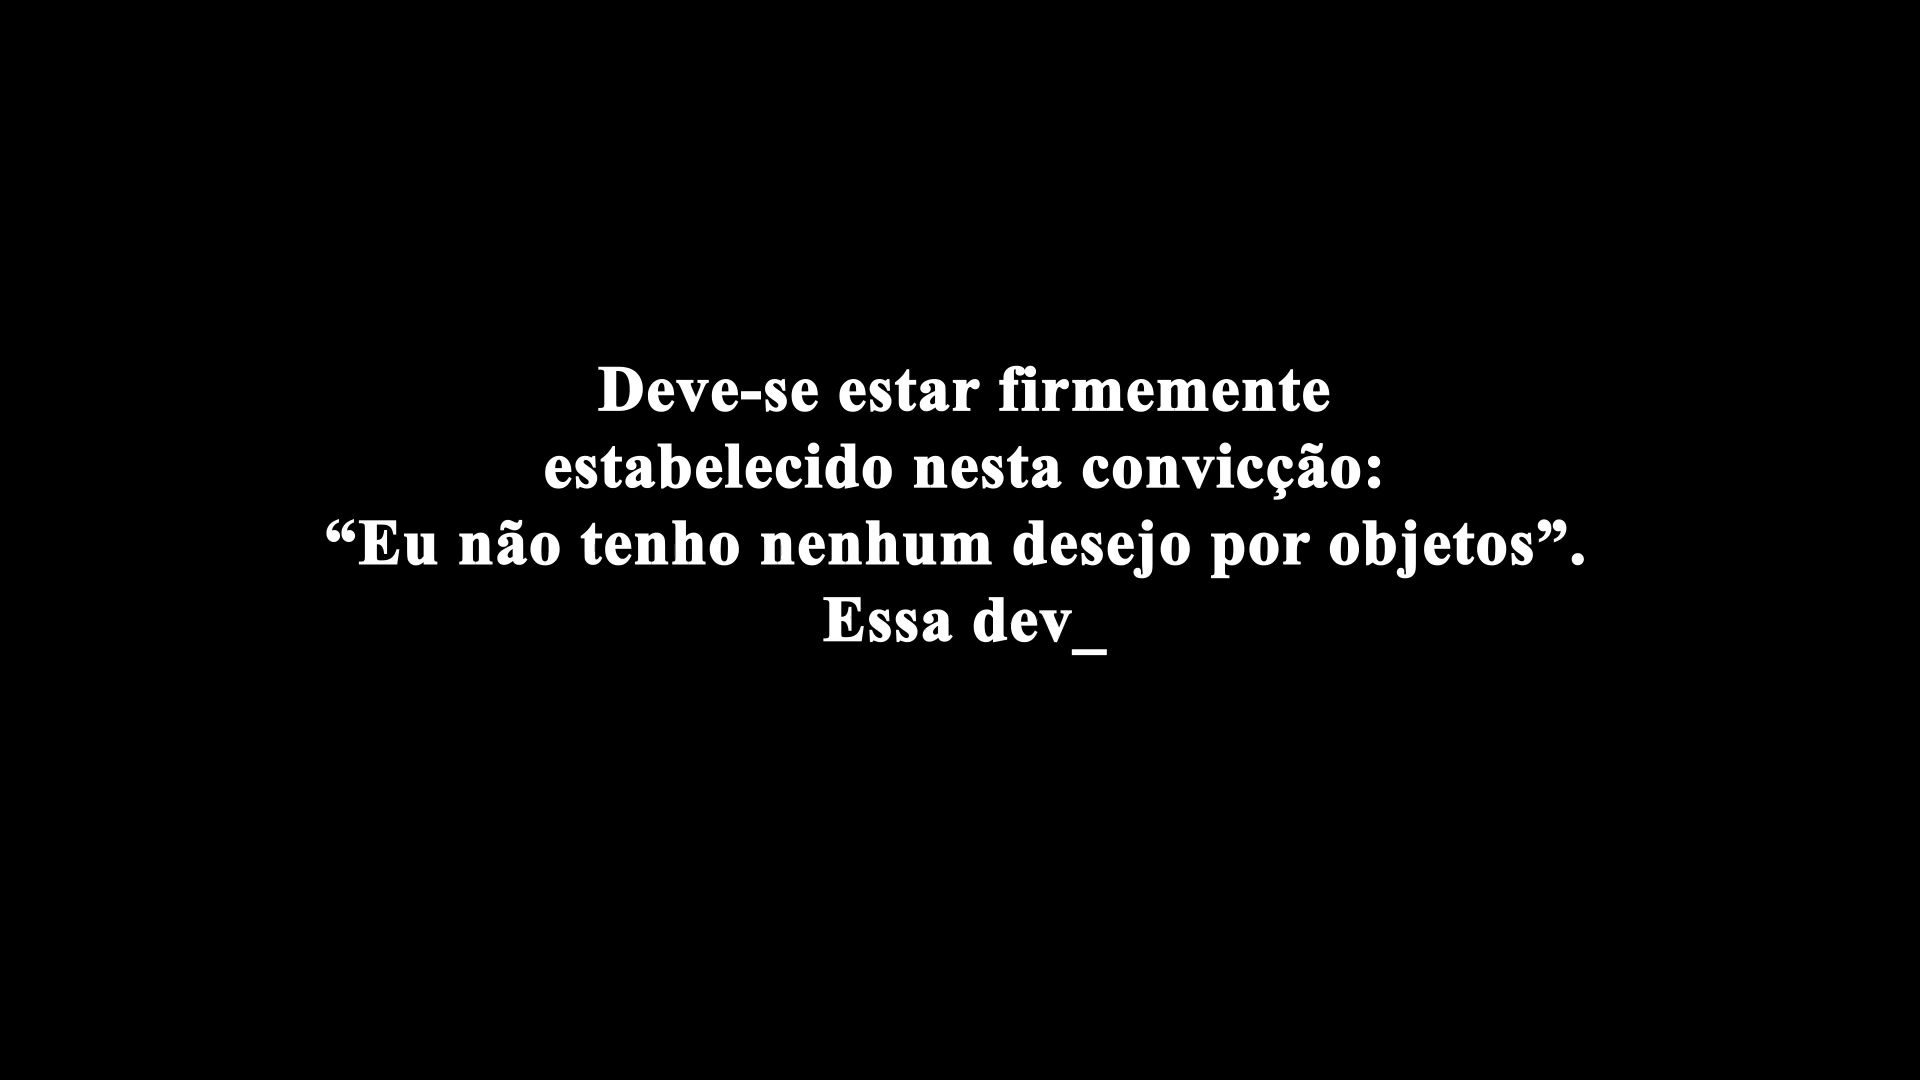 Deve-se estar firmemente
estabelecido nesta convicção:
“Eu não tenho nenhum desejo por objetos”.
Essa dev_